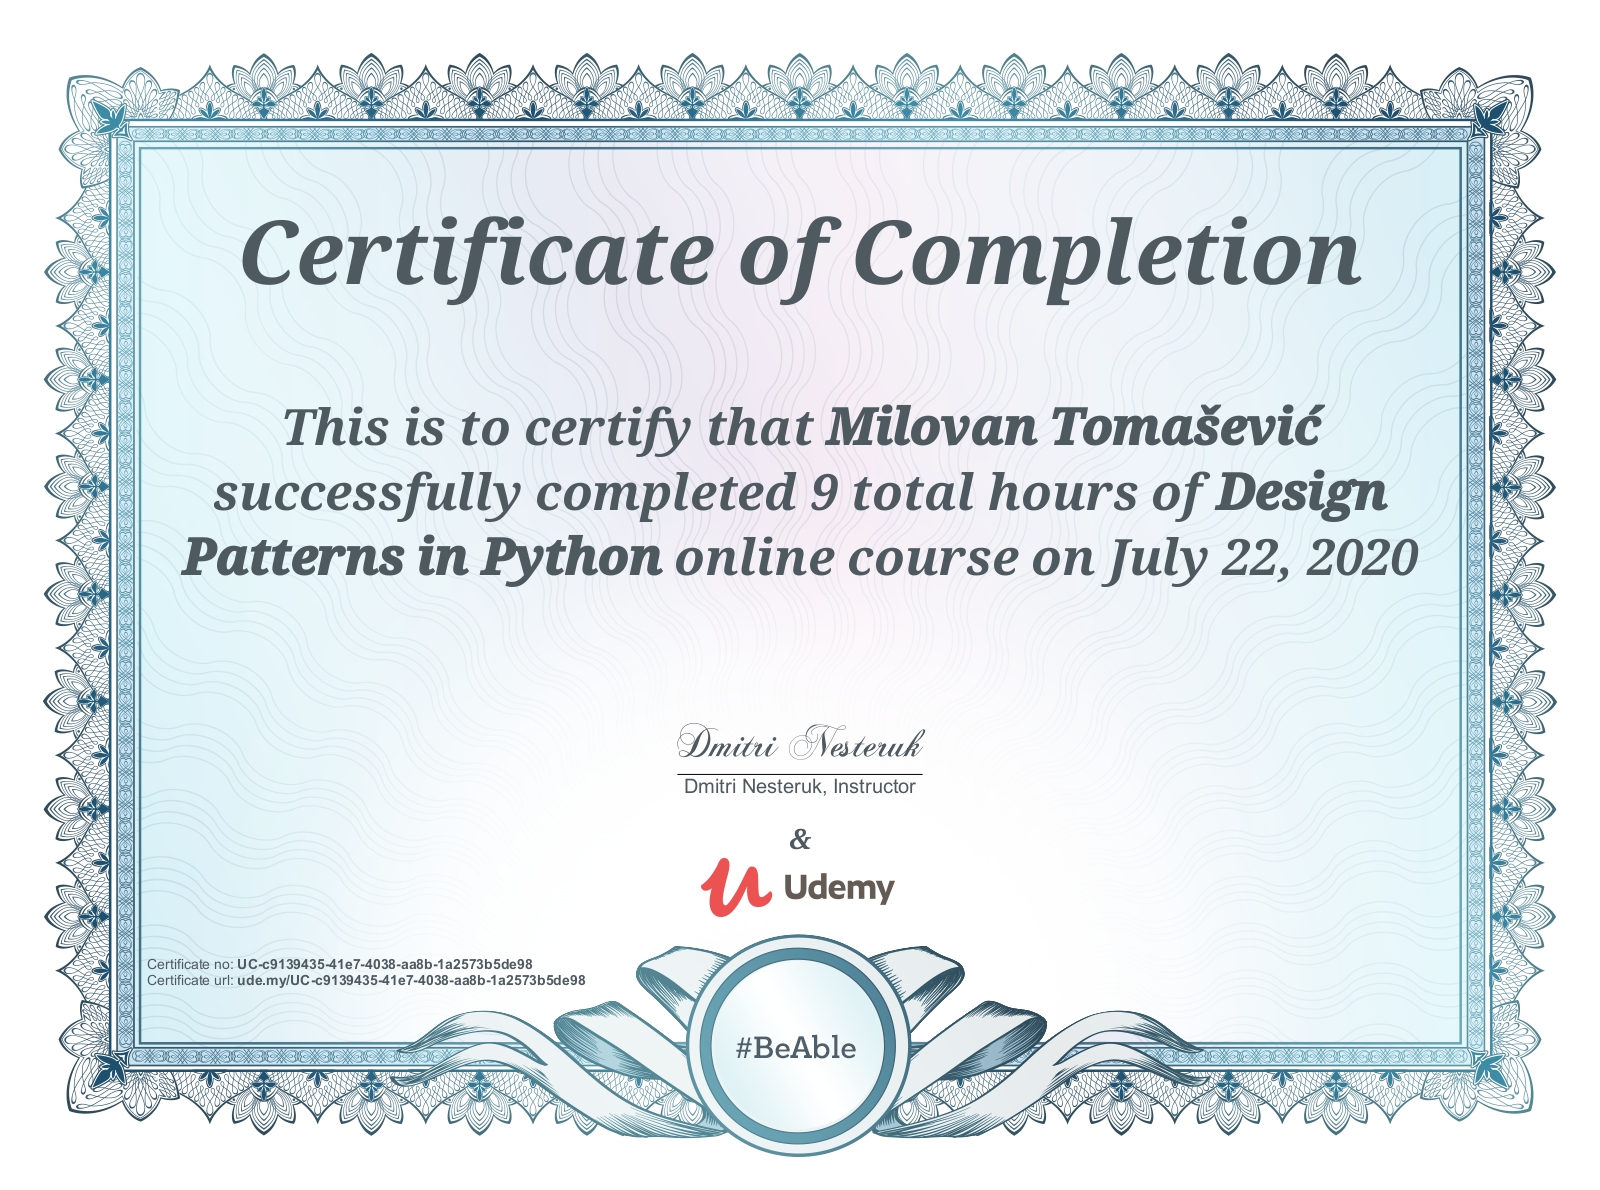 Certificate of Completion
This is to certify that Milovan Tomašević
successfully completed 9 total hours of Design
Patterns in Python online course on July 22, 2020
Dmitri Nesteruk
Dmitri Nesteruk, Instructor
&
Udemy
Certificate no: UC-c9139435-41e7-4038-aa8b-1a2573b5de98
Certificate url: ude.my/UC-c9139435-41e7-4038-aa8b-1a2573b5de98
#BeAble